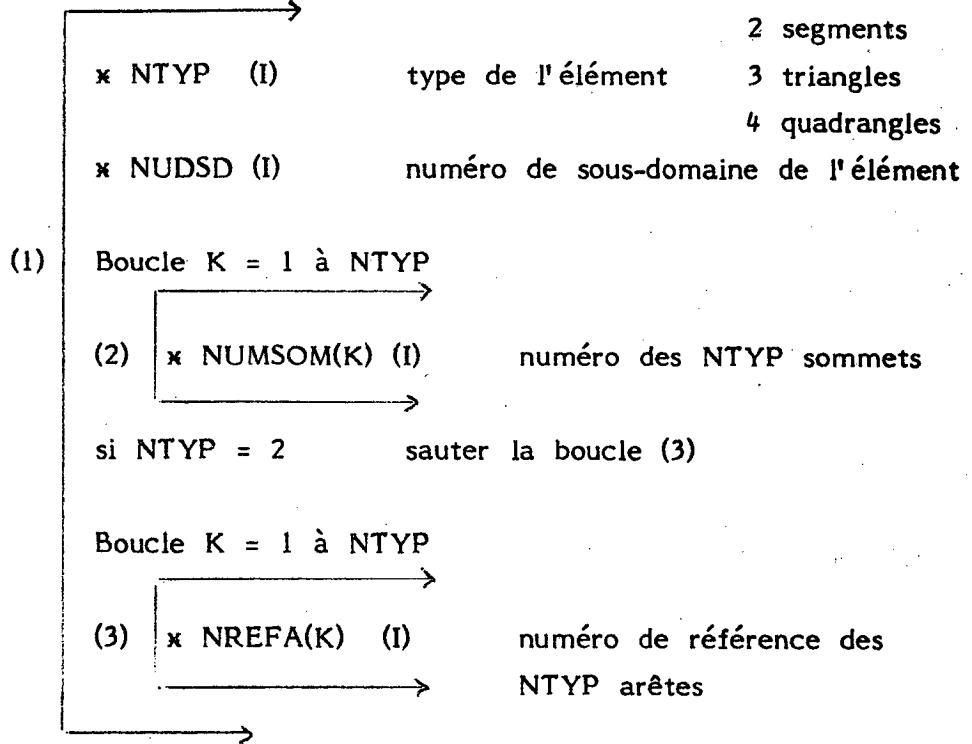 2 segments
× NTYP (I) type de l'élément 3 triangles
4 quadrangles
× NUDSD (I) numéro de sous-domaine de l'élément
(1) Boucle K = 1 à NTYP
(2) × NUMSOM(K) (I) numéro des NTYP sommets
si NTYP = 2 sauter la boucle (3)
Boucle K = 1 à NTYP
(3) × NREFA(K) (I) numéro de référence des
NTYP arêtes